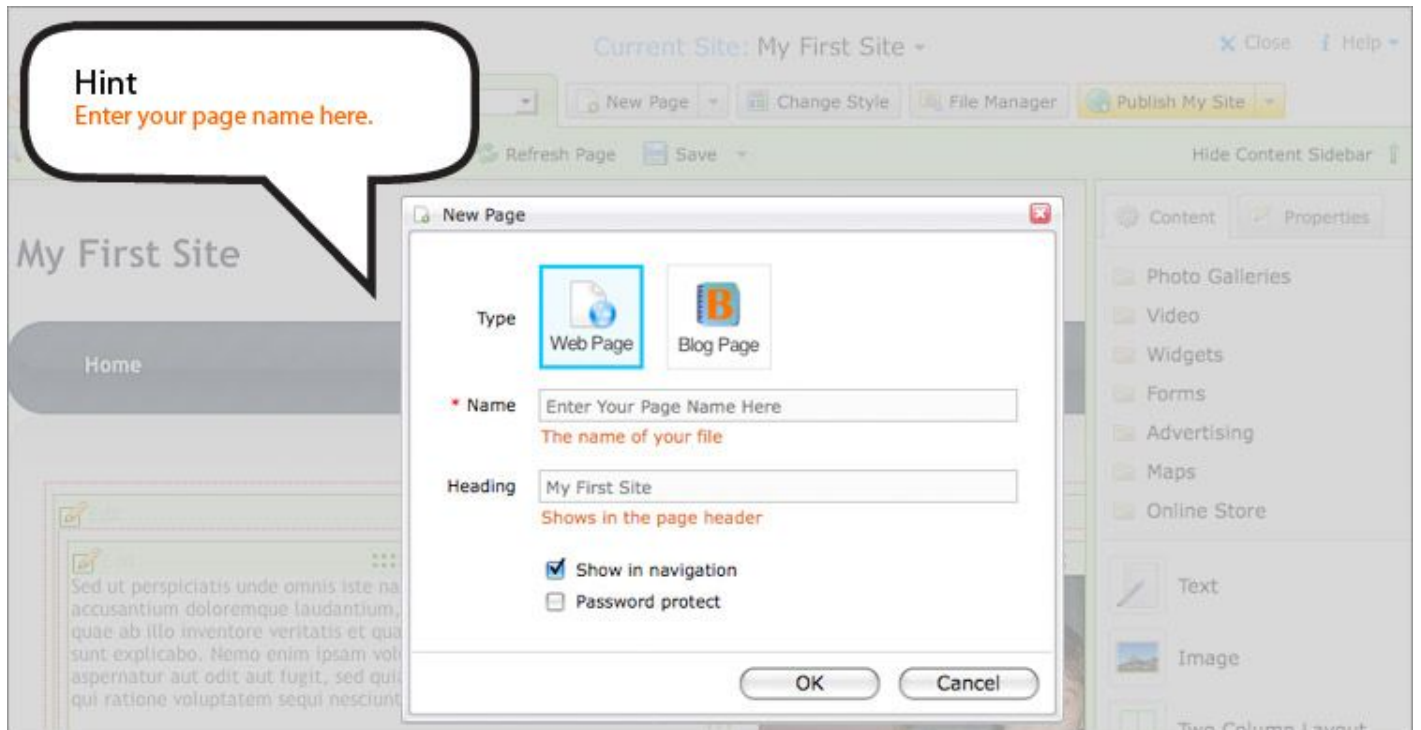 Hint
Enter your page name here.
Current Site: My First Site
Close
Help
New Page
Change Style
File Manager
Publish My Site
Refresh Page
Save
Hide Content Sidebar
My First Site
Home
New Page
Type
Web Page
Blog Page
* Name
Enter Your Page Name Here
The name of your file
Heading
My First Site
Shows in the page header
Show in navigation
Password protect
OK
Cancel
Sed ut perspiciatis unde omnis iste na
accusantium doloremque laudantium,
quae ab illo inventore veritatis et qua
sunt explicabo. Nemo enim ipsam volu
aspernatur aut odit aut fugit, sed quia
qui ratione voluptatem sequi nesciunt
Content
Properties
Photo Galleries
Video
Widgets
Forms
Advertising
Maps
Online Store
Text
Image
Two Column Layout